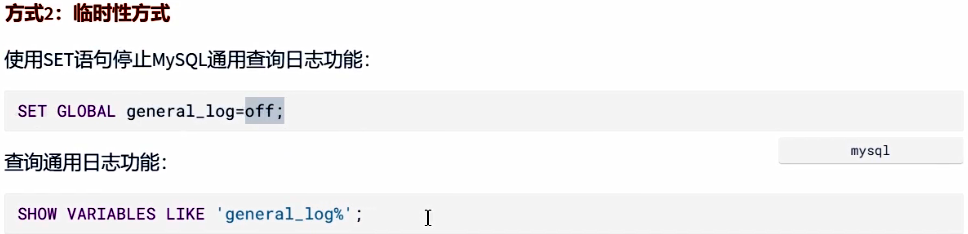 方式2：临时性方式
使用SET语句停止MySQL通用查询日志功能：
SET GLOBAL general_log=off;
mysql
查询通用日志功能：
SHOW VARIABLES LIKE 'general_log%';